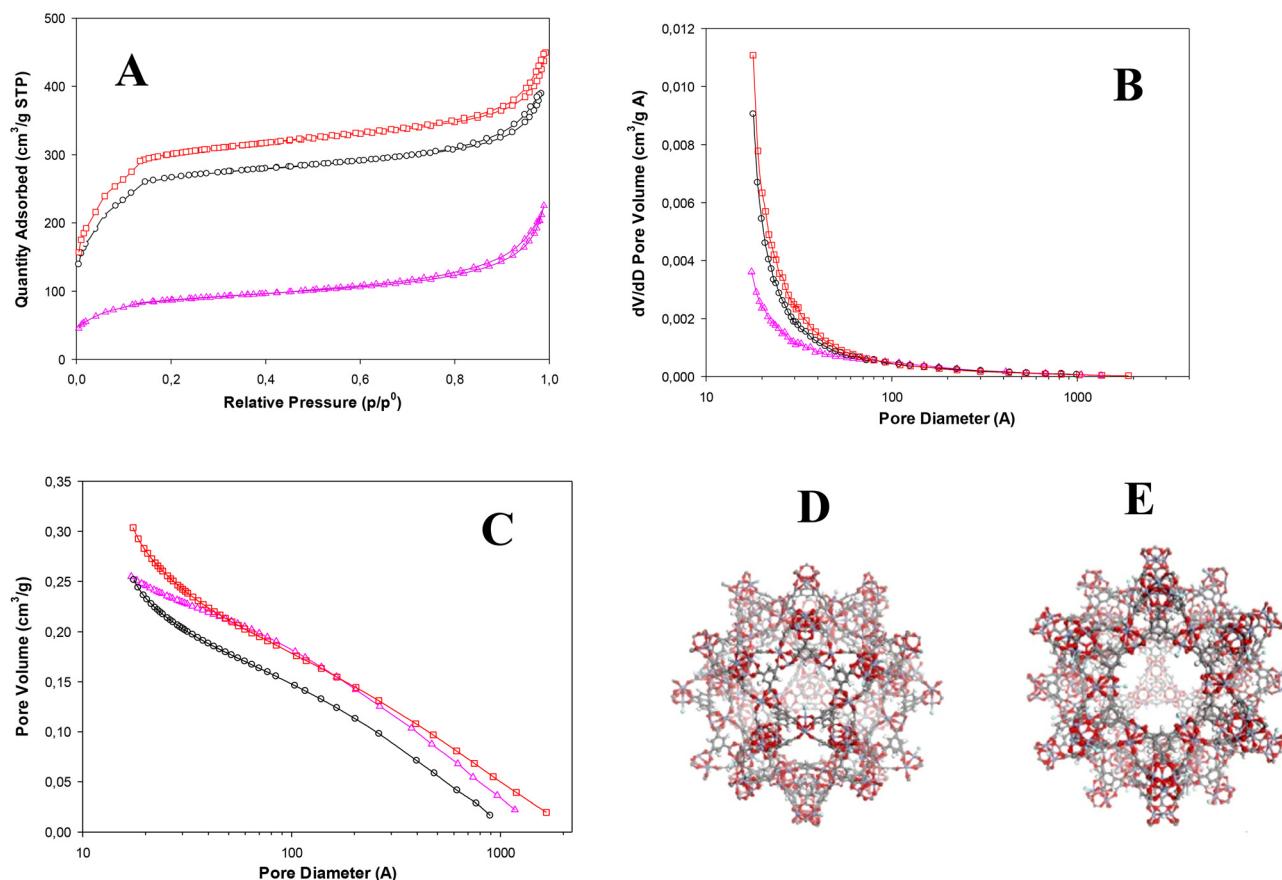 A
500
400
300
200
100
0
0,0 0,2 0,4 0,6 0,8 1,0
Quantity Adsorbed (cm³/g STP)
Relative Pressure (p/p⁰)
B
0,012
0,010
0,008
0,006
0,004
0,002
0,000
10 100 1000
dV/dlD Pore Volume (cm³/g A)
Pore Diameter (A)
C
0,35
0,30
0,25
0,20
0,15
0,10
0,05
0,00
10 100 1000
Pore Volume (cm³/g)
Pore Diameter (A)
D
E